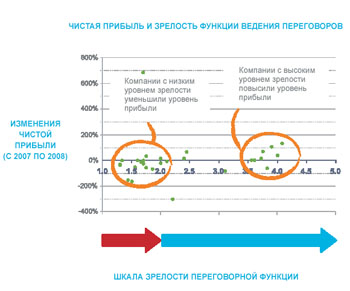 ЧИСТАЯ ПРИБЫЛЬ И ЗРЕЛОСТЬ ФУНКЦИИ ВЕДЕНИЯ ПЕРЕГОВОРОВ
800%
600%
400%
200%
0%
-200%
-400%
Компании с низким
уровнем зрелости
уменьшили уровень
прибыли
Компании с высоким
уровнем зрелости
повысили уровень
прибыли
ИЗМЕНЕНИЯ
ЧИСТОЙ
ПРИБЫЛИ
(С 2007 ПО 2008)
1.0 1.5 2.0 2.5 3.0 3.5 4.0 4.5 5.0
ШКАЛА ЗРЕЛОСТИ ПЕРЕГОВОРНОЙ ФУНКЦИИ